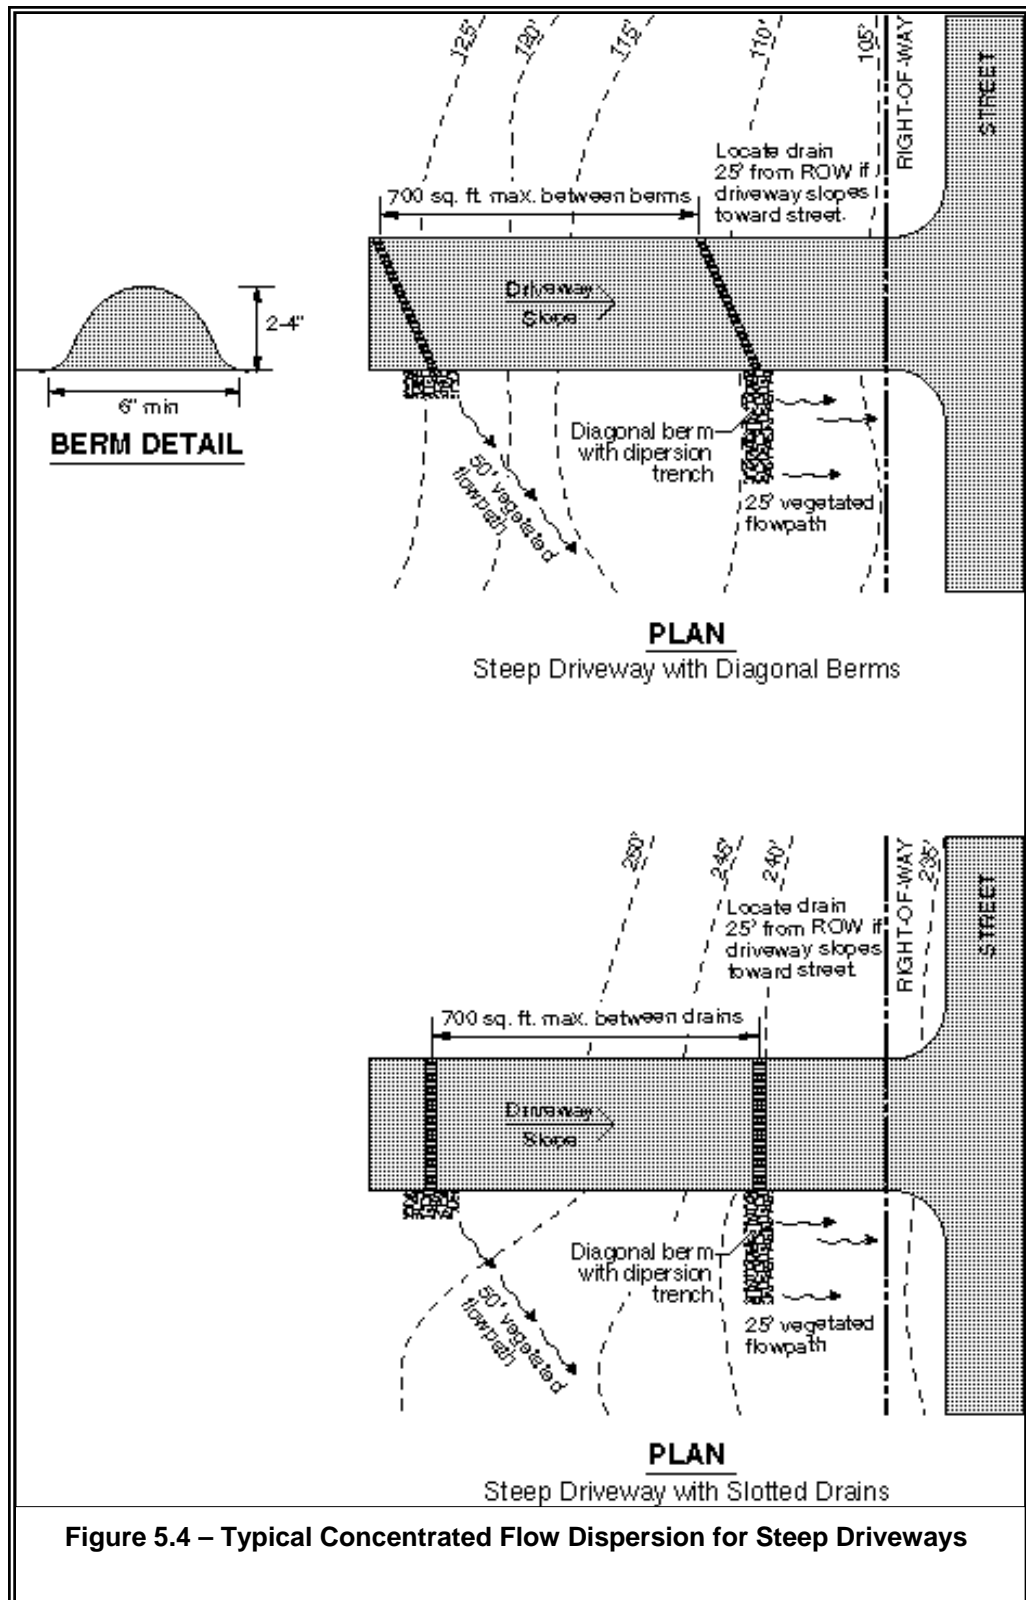 125'
120'
115'
110'
105'
RIGHT-OF-WAY
STREET
Locate drain
25' from ROW if
driveway slopes
toward street.
700 sq. ft. max. between berms
Driveway
Slope
2-4"
6" min
BERM DETAIL
Diagonal berm
with dipersion
trench
50' vegetated
flowpath
25' vegetated
flowpath
PLAN
Steep Driveway with Diagonal Berms
250'
245'
240'
235'
RIGHT-OF-WAY
STREET
Locate drain
25' from ROW if
driveway slopes
toward street.
700 sq. ft. max. between drains
Driveway
Slope
Diagonal berm
with dipersion
trench
50' vegetated
flowpath
25' vegetated
flowpath
PLAN
Steep Driveway with Slotted Drains
Figure 5.4 – Typical Concentrated Flow Dispersion for Steep Driveways